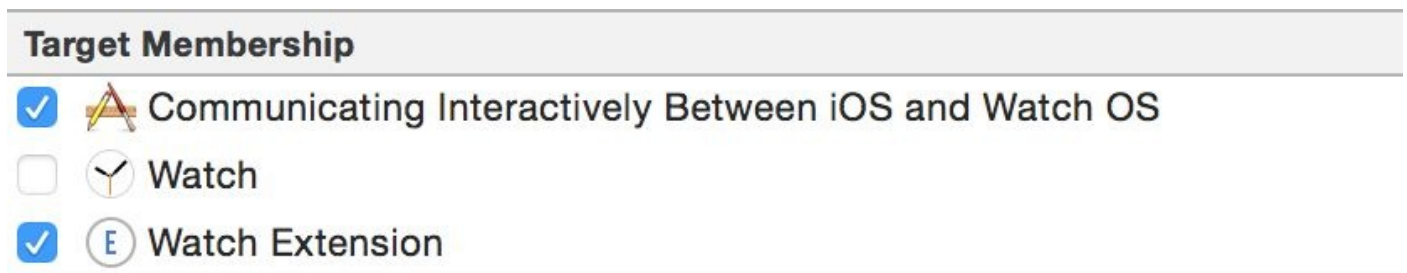 Target Membership
Communicating Interactively Between iOS and Watch OS
Watch
E Watch Extension